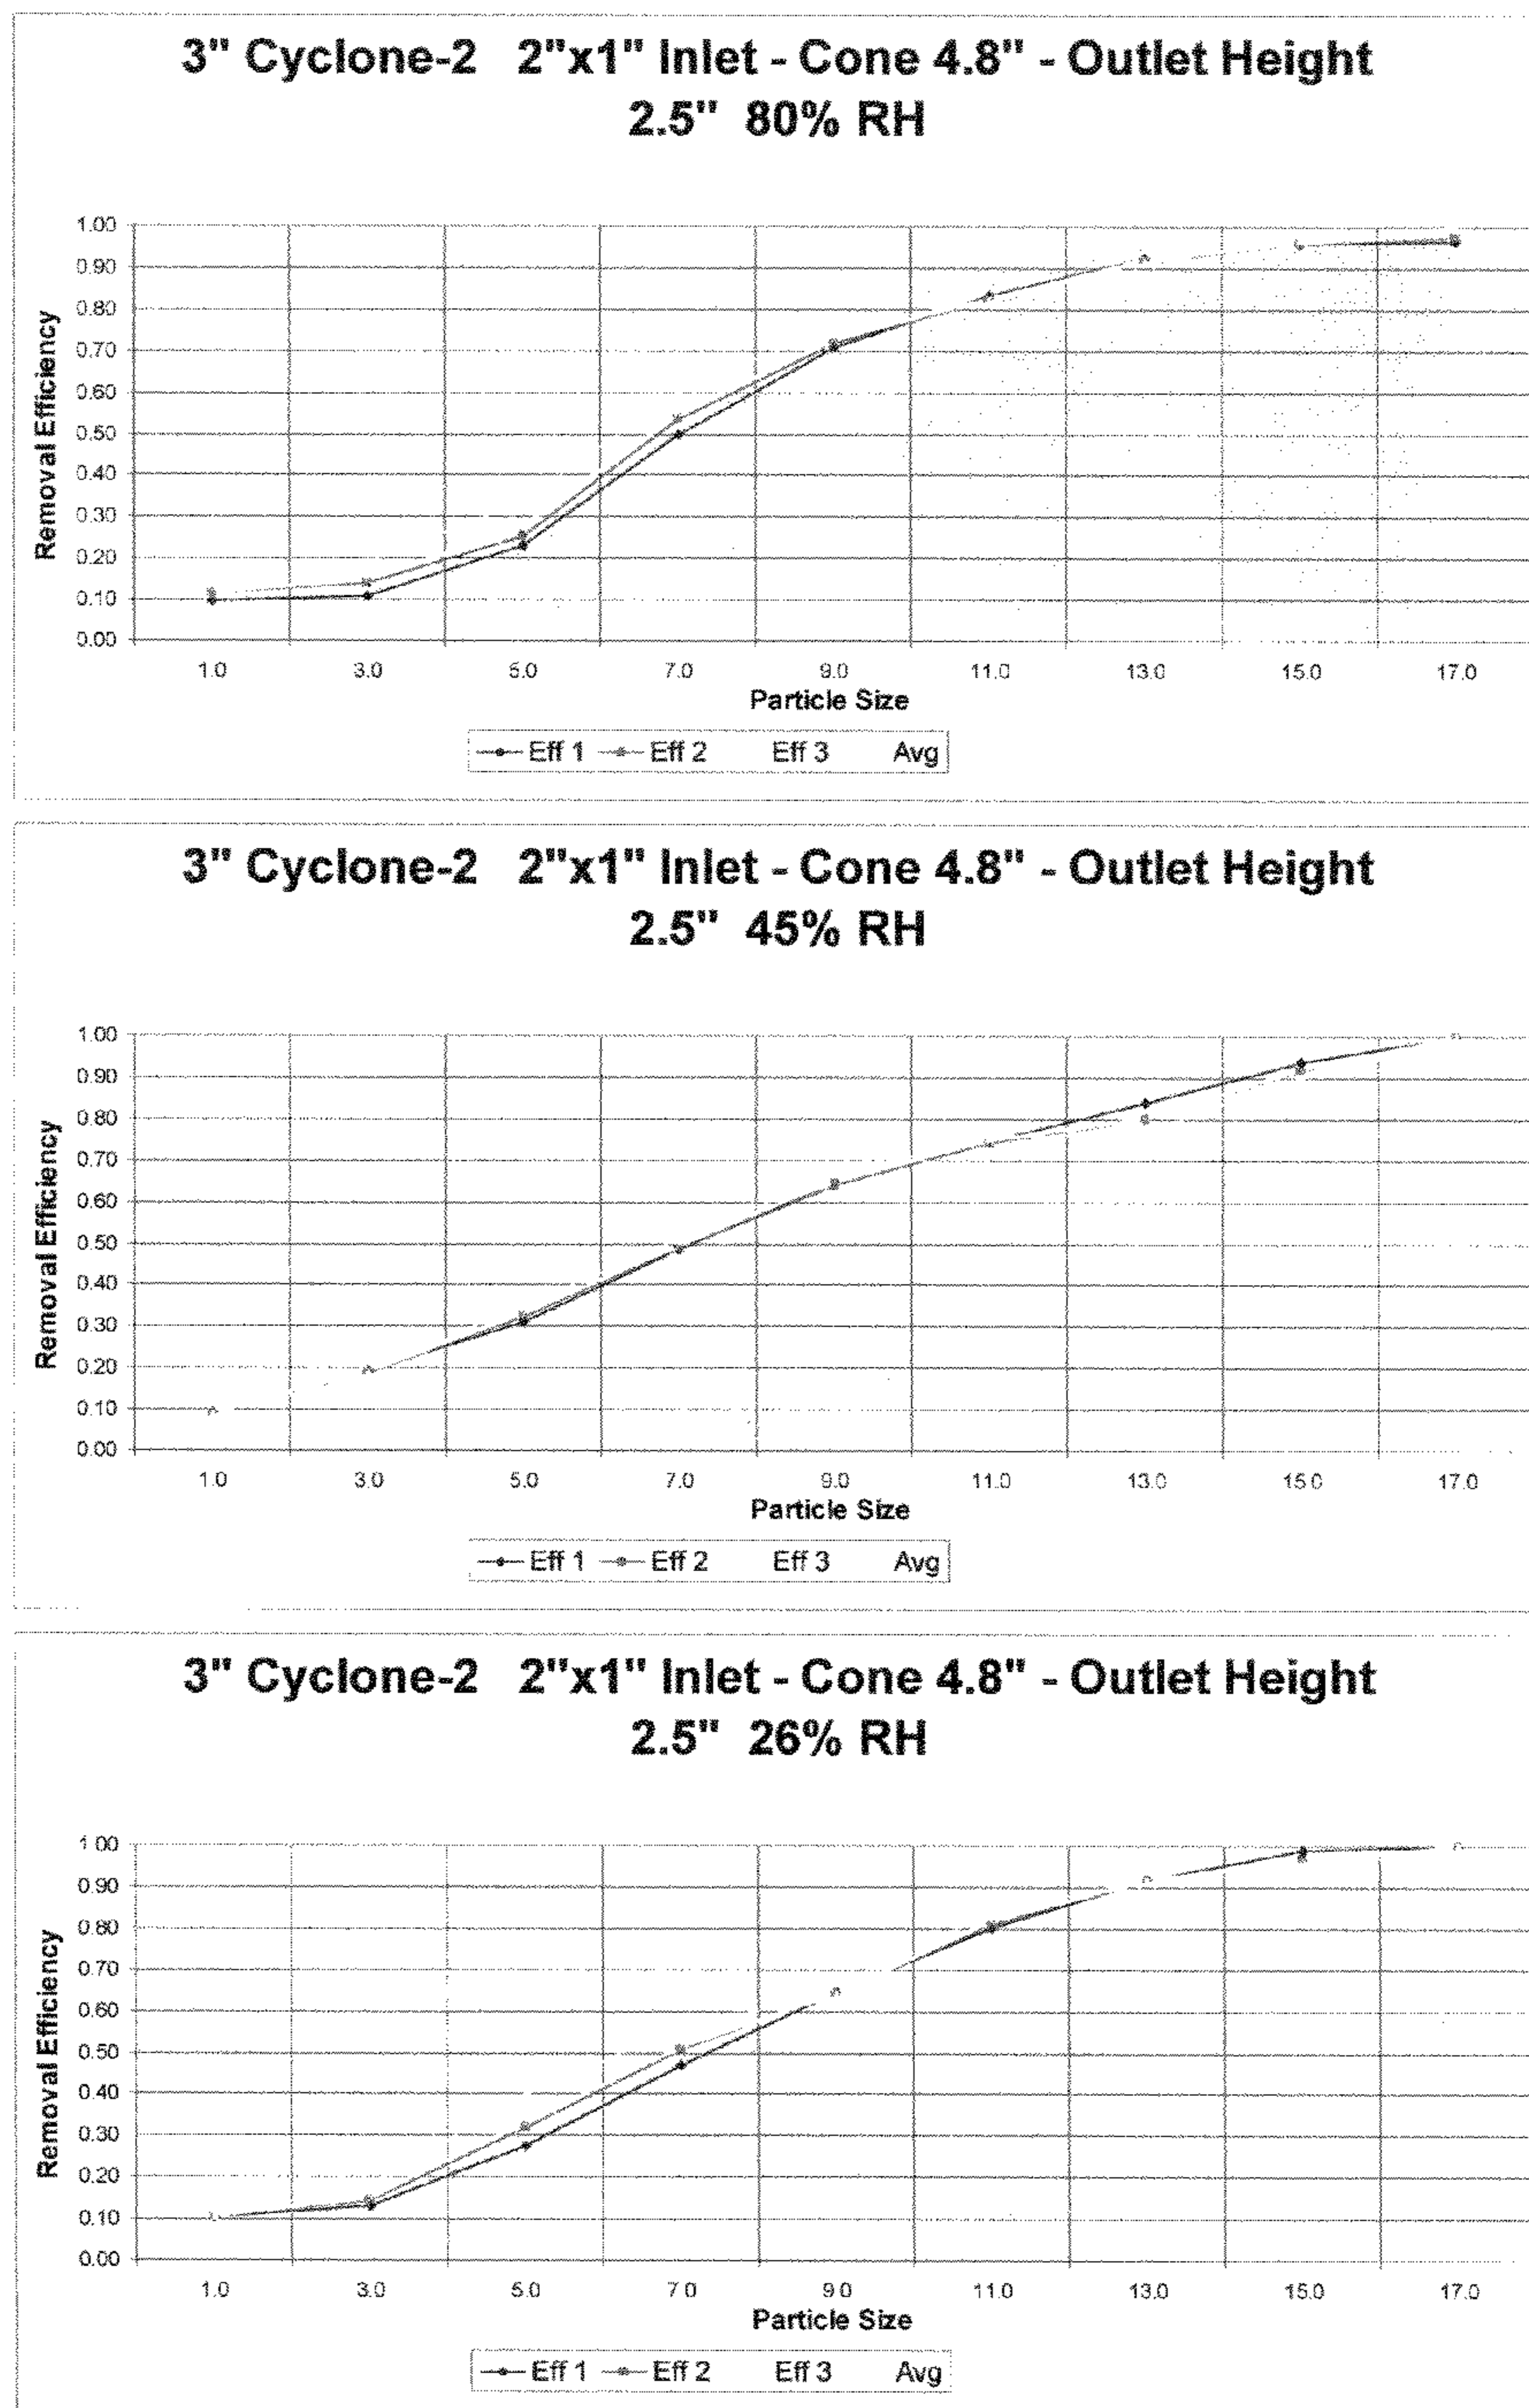 3" Cyclone-2 2"x1" Inlet - Cone 4.8" - Outlet Height
2.5" 80% RH
1.00
0.90
0.80
0.70
0.60
0.50
0.40
0.30
0.20
0.10
0.00
Removal Efficiency
1.0 3.0 5.0 7.0 9.0 11.0 13.0 15.0 17.0
Particle Size
Eff 1 Eff 2 Eff 3 Avg
3" Cyclone-2 2"x1" Inlet - Cone 4.8" - Outlet Height
2.5" 45% RH
1.00
0.90
0.80
0.70
0.60
0.50
0.40
0.30
0.20
0.10
0.00
Removal Efficiency
1.0 3.0 5.0 7.0 9.0 11.0 13.0 15.0 17.0
Particle Size
Eff 1 Eff 2 Eff 3 Avg
3" Cyclone-2 2"x1" Inlet - Cone 4.8" - Outlet Height
2.5" 26% RH
1.00
0.90
0.80
0.70
0.60
0.50
0.40
0.30
0.20
0.10
0.00
Removal Efficiency
1.0 3.0 5.0 7.0 9.0 11.0 13.0 15.0 17.0
Particle Size
Eff 1 Eff 2 Eff 3 Avg